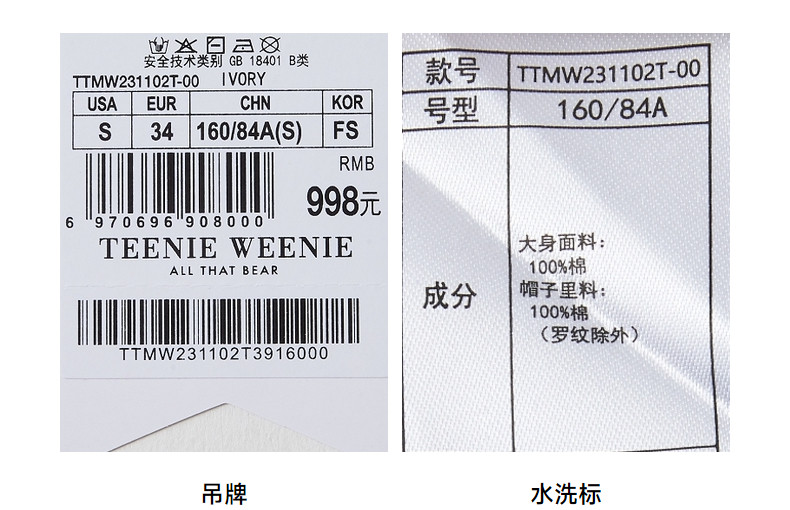 安全技术类别 GB 18401 B类
TTMW231102T-00 IVORY
USA EUR CHN KOR
S 34 160/84A(S) FS
RMB
998元
6 970696 908000
TEENIE WEENIE
ALL THAT BEAR
TTMW231102T3916000
吊牌
款号 TTMW231102T-00
号型 160/84A
成分
大身面料:
100%棉
帽子里料:
100%棉
(罗纹除外)
水洗标